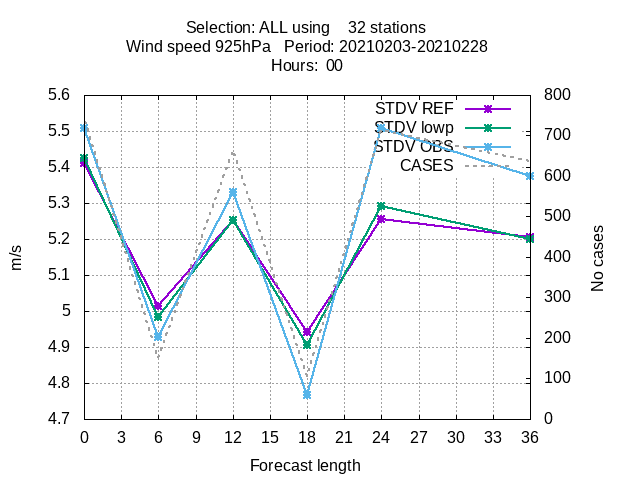 Selection: ALL using    32 stations
Wind speed 925hPa   Period: 20210203-20210228
Hours:  00
5.6
5.5
5.4
5.3
5.2
5.1
5
4.9
4.8
4.7
m/s
800
700
600
500
400
300
200
100
0
No cases
STDV REF
STDV lowp
STDV OBS
CASES
0 3 6 9 12 15 18 21 24 27 30 33 36
Forecast length